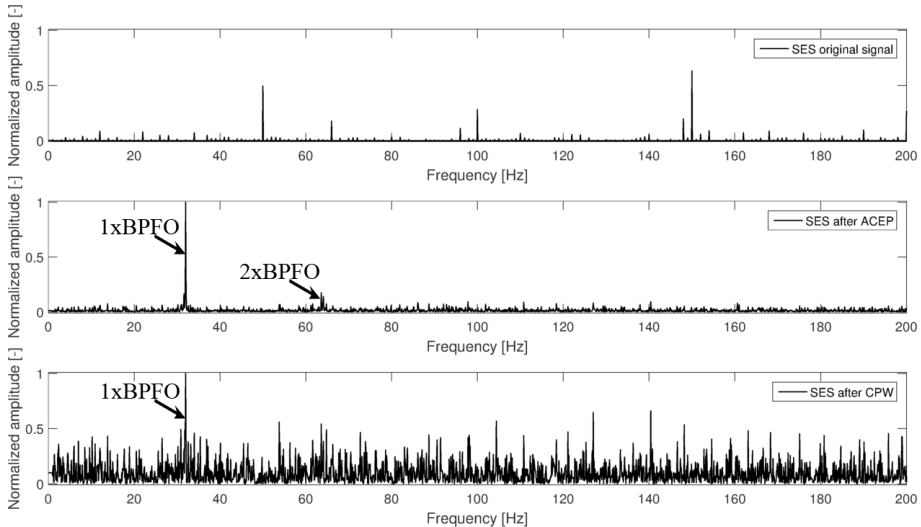 Normalized amplitude [-]
1
0.5
0
SES original signal
0 20 40 60 80 100 120 140 160 180 200
Frequency [Hz]
Normalized amplitude [-]
1
0.5
0
1xBPFO
2xBPFO
SES after ACEP
0 20 40 60 80 100 120 140 160 180 200
Frequency [Hz]
Normalized amplitude [-]
1
0.5
0
1xBPFO
SES after CPW
0 20 40 60 80 100 120 140 160 180 200
Frequency [Hz]